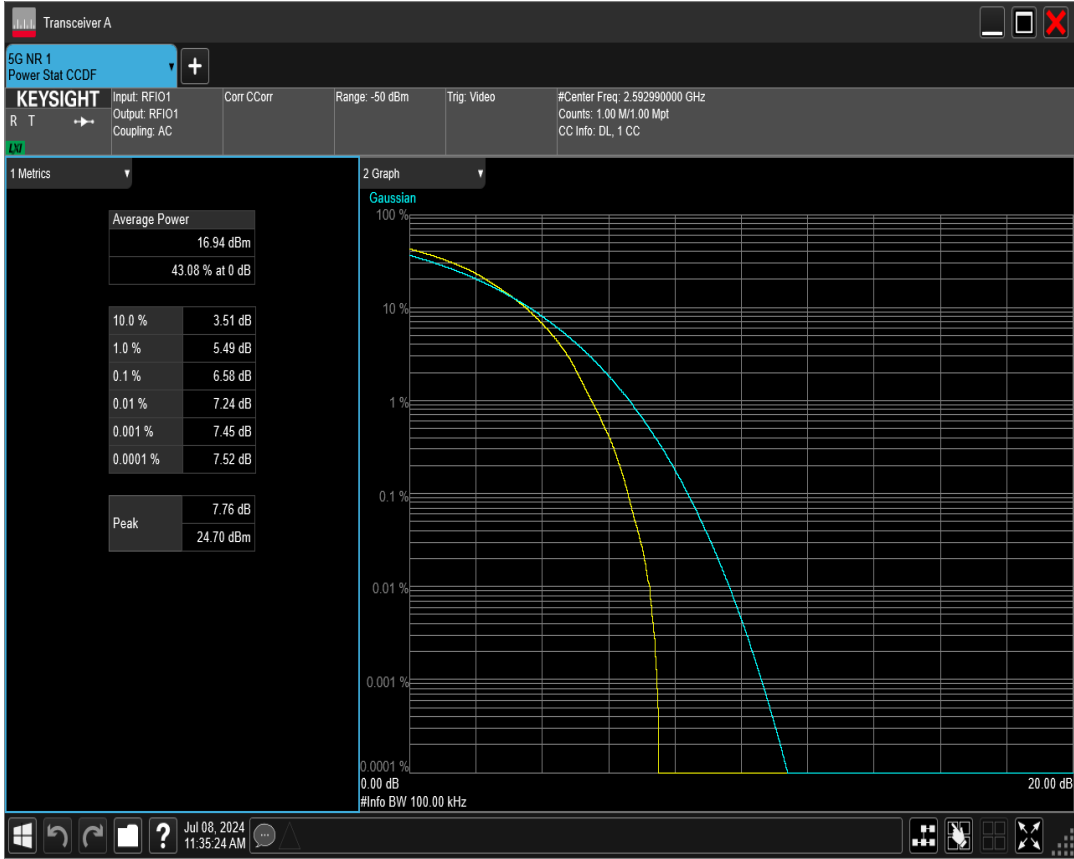 Transceiver A
5G NR 1
Power Stat CCDF
+
KEYSIGHT
R T
LXI
Input: RFIO1
Output: RFIO1
Coupling: AC
Corr CCorr
Range: -50 dBm
Trig: Video
#Center Freq: 2.592990000 GHz
Counts: 1.00 M/1.00 Mpt
CC Info: DL, 1 CC
1 Metrics
Average Power
16.94 dBm
43.08 % at 0 dB
10.0 % 3.51 dB
1.0 % 5.49 dB
0.1 % 6.58 dB
0.01 % 7.24 dB
0.001 % 7.45 dB
0.0001 % 7.52 dB
Peak
7.76 dB
24.70 dBm
2 Graph
Gaussian
100 %
10 %
1 %
0.1 %
0.01 %
0.001 %
0.0001 %
0.00 dB
20.00 dB
#Info BW 100.00 kHz
?
Jul 08, 2024
11:35:24 AM